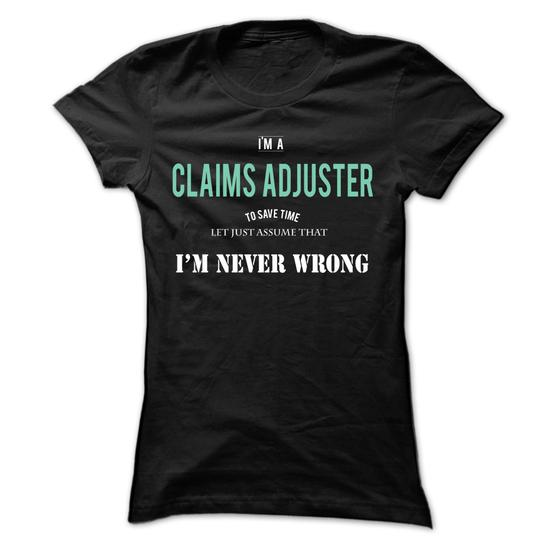 I'M A
CLAIMS ADJUSTER
TO SAVE TIME
LET JUST ASSUME THAT
I'M NEVER WRONG